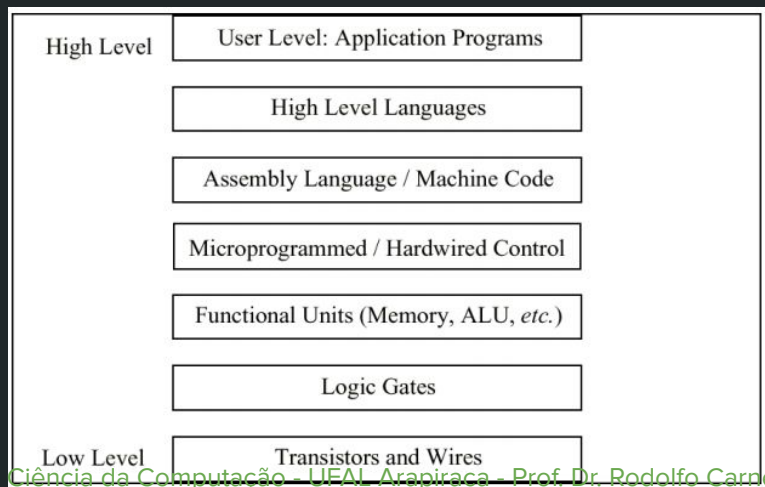 High Level
User Level: Application Programs
High Level Languages
Assembly Language / Machine Code
Microprogrammed / Hardwired Control
Functional Units (Memory, ALU, etc.)
Logic Gates
Low Level
Transistors and Wires
Ciência da Computação - UFAL Arapiraca - Prof. Dr. Rodolfo